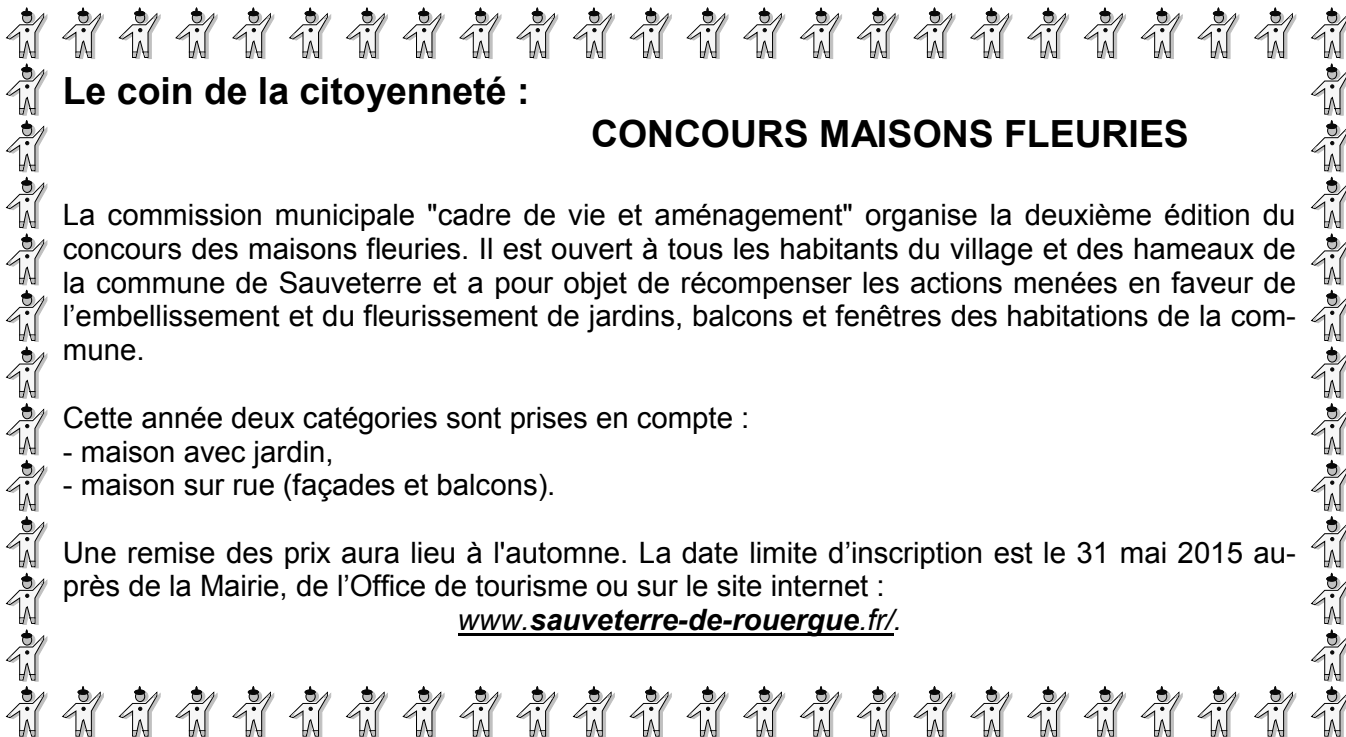 Le coin de la citoyenneté :
CONCOURS MAISONS FLEURIES
La commission municipale "cadre de vie et aménagement" organise la deuxième édition du
concours des maisons fleuries. Il est ouvert à tous les habitants du village et des hameaux de
la commune de Sauveterre et a pour objet de récompenser les actions menées en faveur de
l’embellissement et du fleurissement de jardins, balcons et fenêtres des habitations de la com-
mune.
Cette année deux catégories sont prises en compte :
- maison avec jardin,
- maison sur rue (façades et balcons).
Une remise des prix aura lieu à l'automne. La date limite d’inscription est le 31 mai 2015 au-
près de la Mairie, de l’Office de tourisme ou sur le site internet :
www.sauveterre-de-rouergue.fr/.